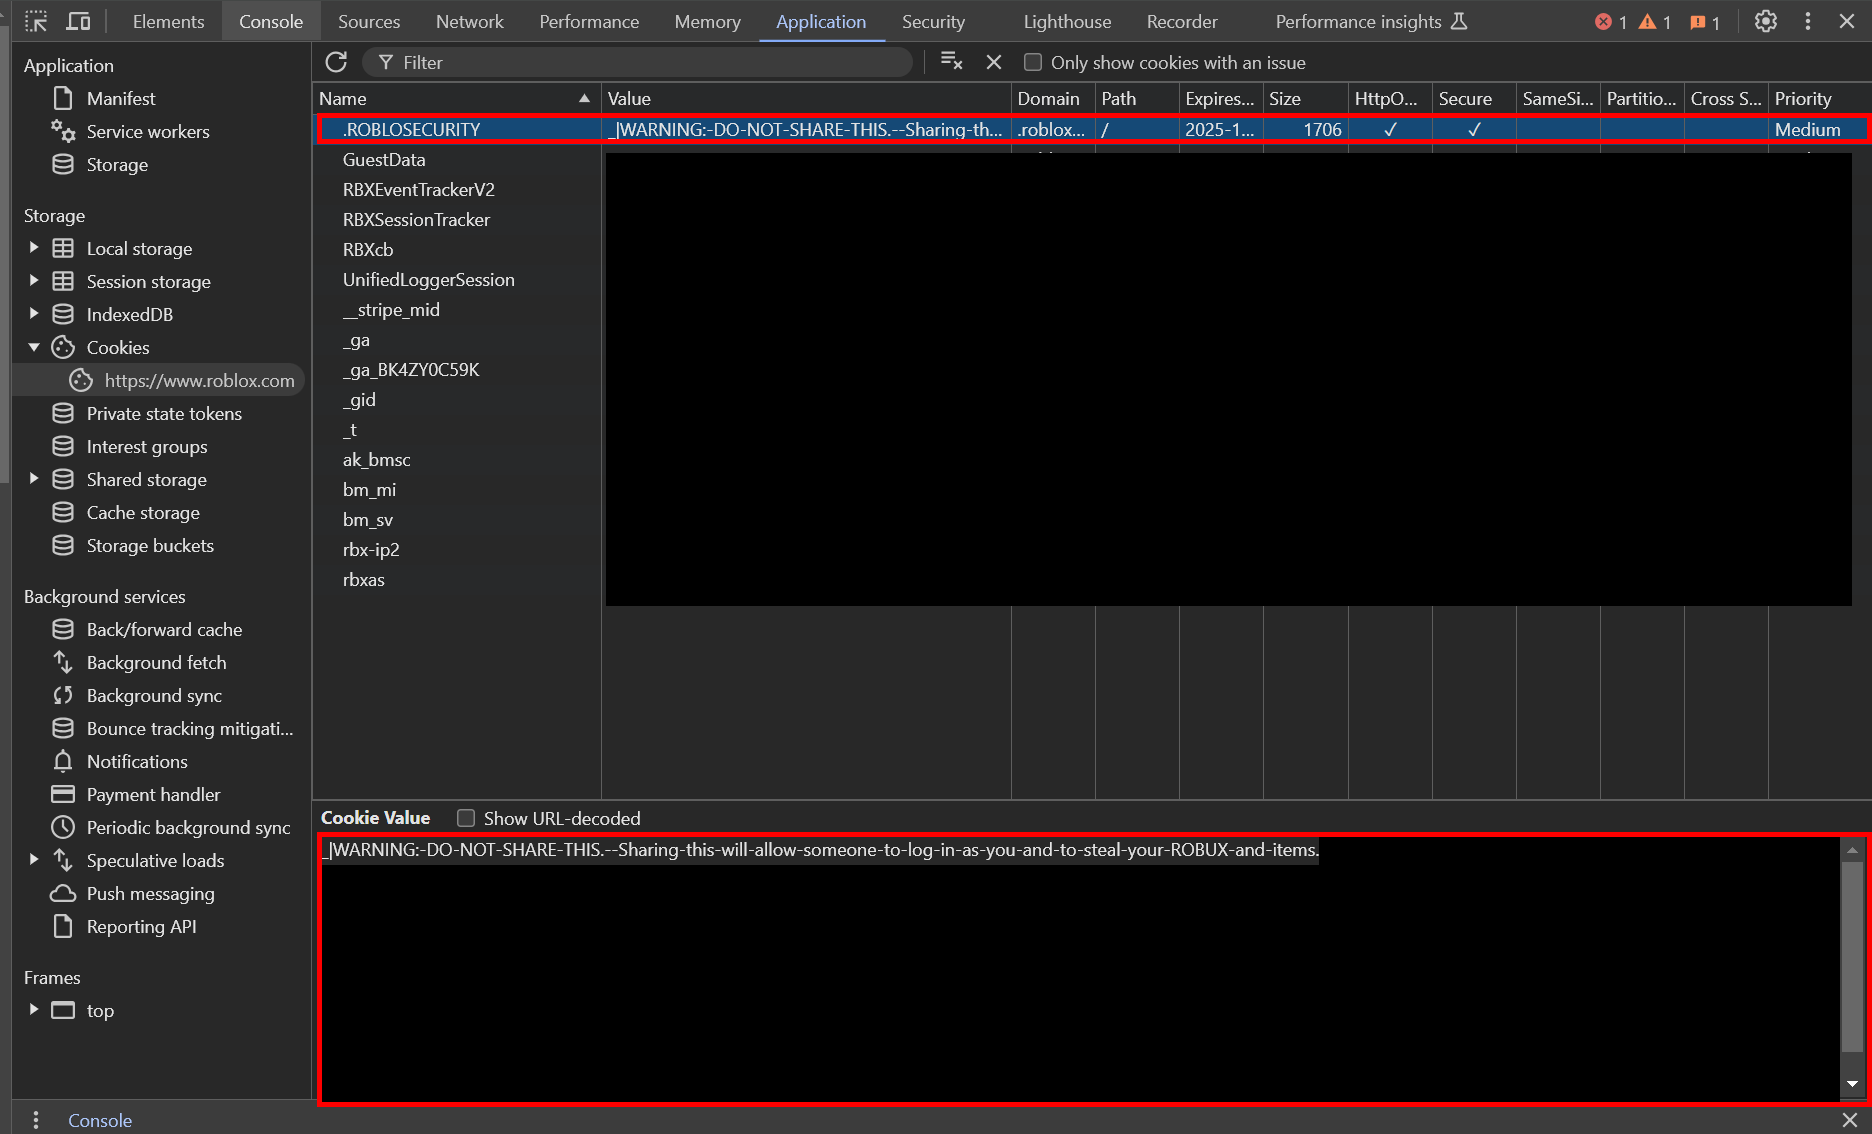 Elements Console Sources Network Performance Memory Application Security Lighthouse Recorder Performance insights 1 1 1
Application
Manifest
Service workers
Storage
Storage
Local storage
Session storage
IndexedDB
Cookies
https://www.roblox.com
Private state tokens
Interest groups
Shared storage
Cache storage
Storage buckets
Background services
Back/forward cache
Background fetch
Background sync
Bounce tracking mitigati...
Notifications
Payment handler
Periodic background sync
Speculative loads
Push messaging
Reporting API
Frames
top
Filter Only show cookies with an issue
Name Value Domain Path Expires... Size HttpO... Secure SameSi... Partitio... Cross S... Priority
.ROBLOSECURITY _|WARNING:-DO-NOT-SHARE-THIS.--Sharing-th... .roblox... / 2025-1... 1706 ✓ ✓ Medium
GuestData
RBXEventTrackerV2
RBXSessionTracker
RBXcb
UnifiedLoggerSession
__stripe_mid
_ga
_ga_BK4ZY0C59K
_gid
_t
ak_bmsc
bm_mi
bm_sv
rbx-ip2
rbxas
Cookie Value Show URL-decoded
_|WARNING:-DO-NOT-SHARE-THIS.--Sharing-this-will-allow-someone-to-log-in-as-you-and-to-steal-your-ROBUX-and-items.
Console